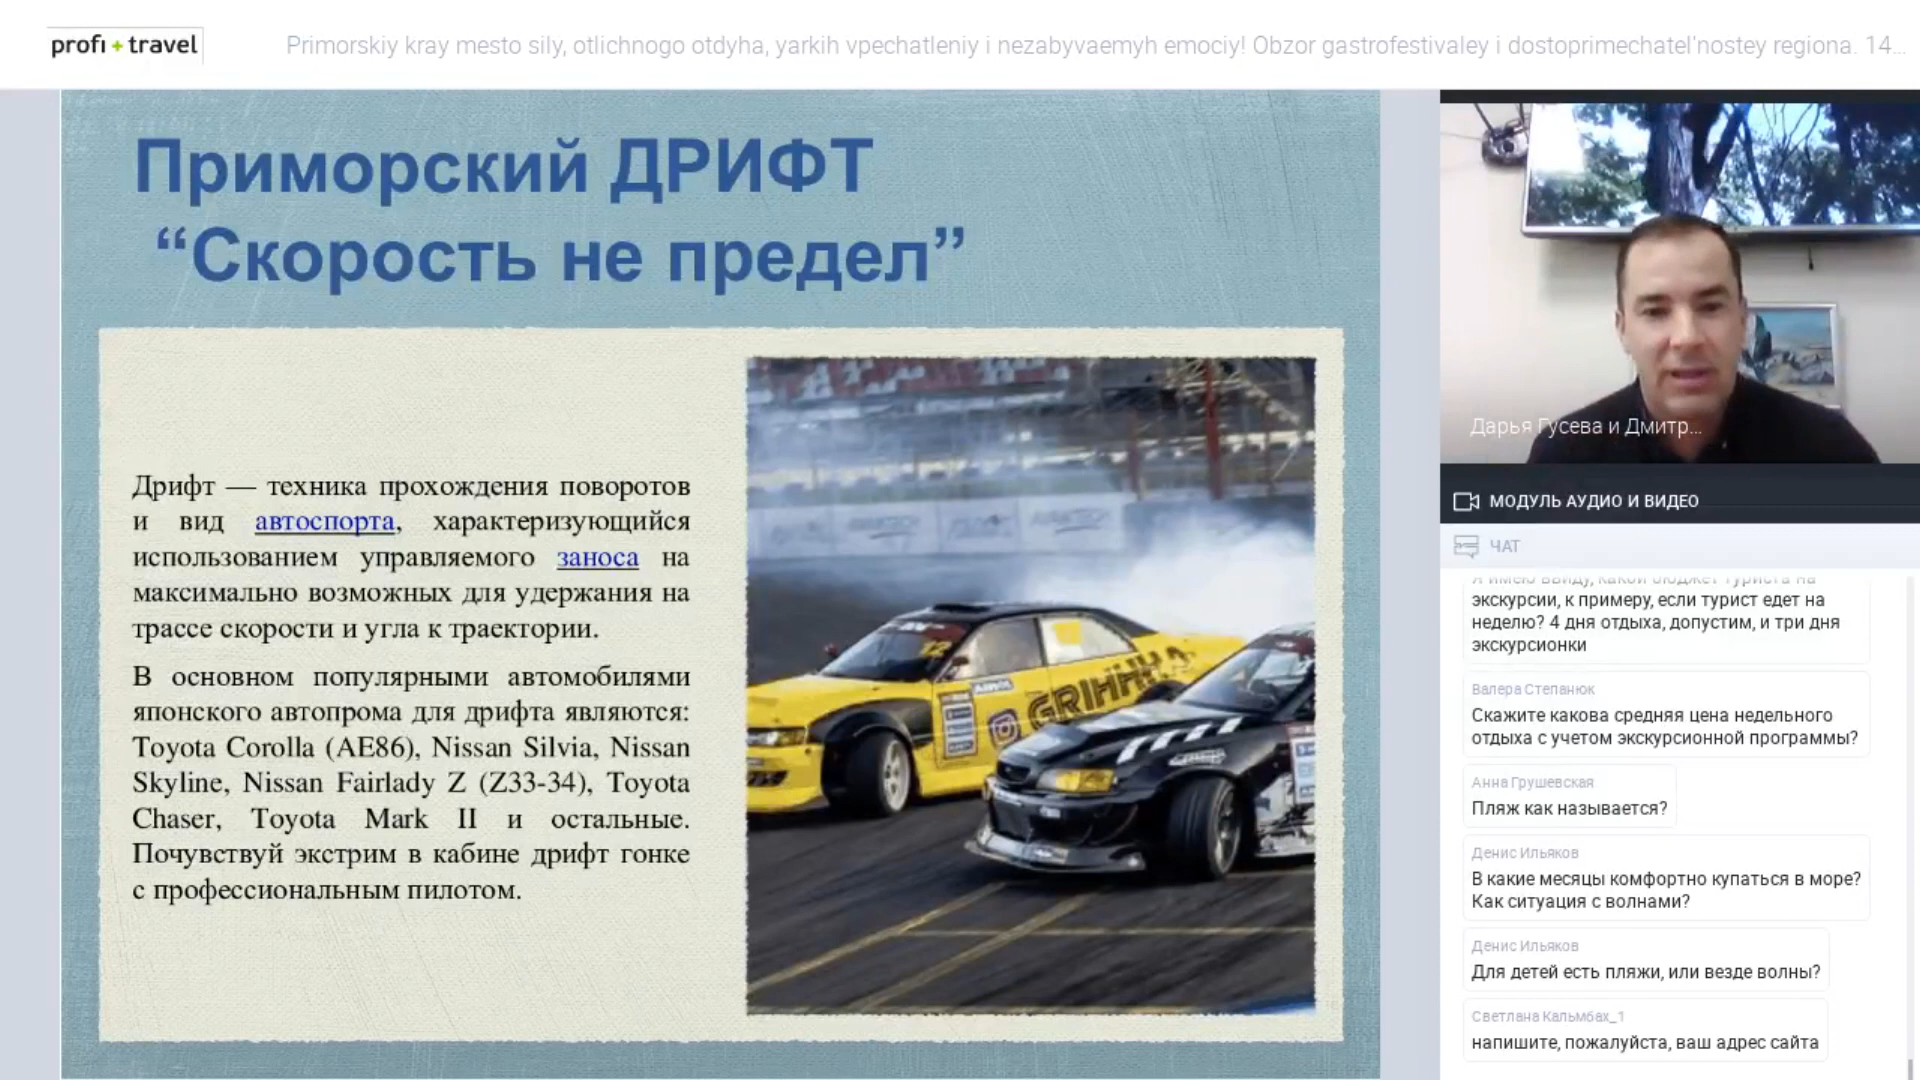 profi + travel
Primorskiy kray mesto sily, otlichnogo otdyha, yarkih vpechatleniy i nezabyvaemyh emociy! Obzor gastrofestivaley i dostoprimechatel'nostey regiona. 14...
Приморский ДРИФТ
“Скорость не предел”
Дрифт — техника прохождения поворотов
и вид автоспорта, характеризующийся
использованием управляемого заноса на
максимально возможных для удержания на
трассе скорости и угла к траектории.
В основном популярными автомобилями
японского автопрома для дрифта являются:
Toyota Corolla (AE86), Nissan Silvia, Nissan
Skyline, Nissan Fairlady Z (Z33-34), Toyota
Chaser, Toyota Mark II и остальные.
Почувствуй экстрим в кабине дрифт гонке
с профессиональным пилотом.
12
Дарья Гусева и Дмитр...
МОДУЛЬ АУДИО И ВИДЕО
ЧАТ
Я имею ввиду, какой бюджет туриста на
экскурсии, к примеру, если турист едет на
неделю? 4 дня отдыха, допустим, и три дня
экскурсионки
Валера Степанюк
Скажите какова средняя цена недельного
отдыха с учетом экскурсионной программы?
Анна Грушевская
Пляж как называется?
Денис Ильяков
В какие месяцы комфортно купаться в море?
Как ситуация с волнами?
Денис Ильяков
Для детей есть пляжи, или везде волны?
Светлана Кальмбах_1
напишите, пожалуйста, ваш адрес сайта